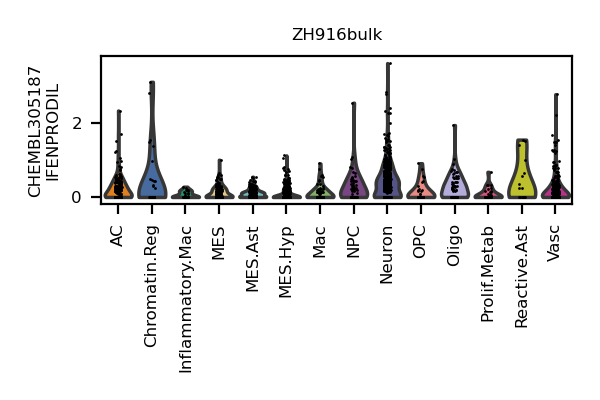 ZH916bulk
CHEMBL305187
IFENPRODIL
2
0
AC
Chromatin.Reg
Inflammatory.Mac
MES
MES.Ast
MES.Hyp
Mac
NPC
Neuron
OPC
Oligo
Prolif.Metab
Reactive.Ast
Vasc